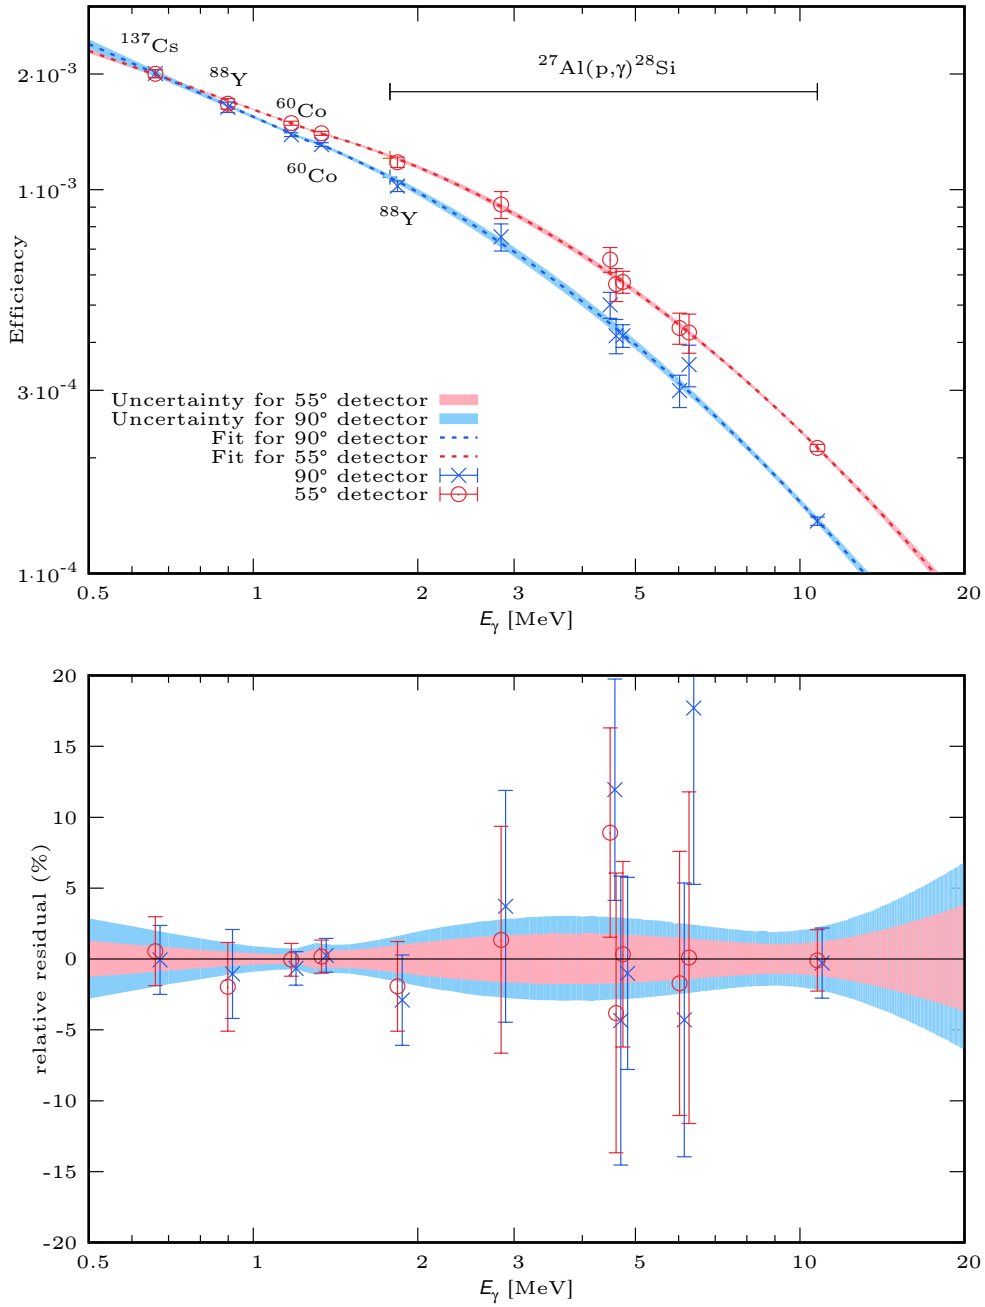 2·10⁻³
1·10⁻³
3·10⁻⁴
1·10⁻⁴
Efficiency
¹³⁷Cs
⁸⁸Y
⁶⁰Co
⁶⁰Co
⁸⁸Y
²⁷Al(p,γ)²⁸Si
Uncertainty for 55° detector
Uncertainty for 90° detector
Fit for 90° detector
Fit for 55° detector
90° detector
55° detector
0.5 1 2 3 5 10 20
E_γ [MeV]
20
15
10
5
0
-5
-10
-15
-20
relative residual (%)
0.5 1 2 3 5 10 20
E_γ [MeV]